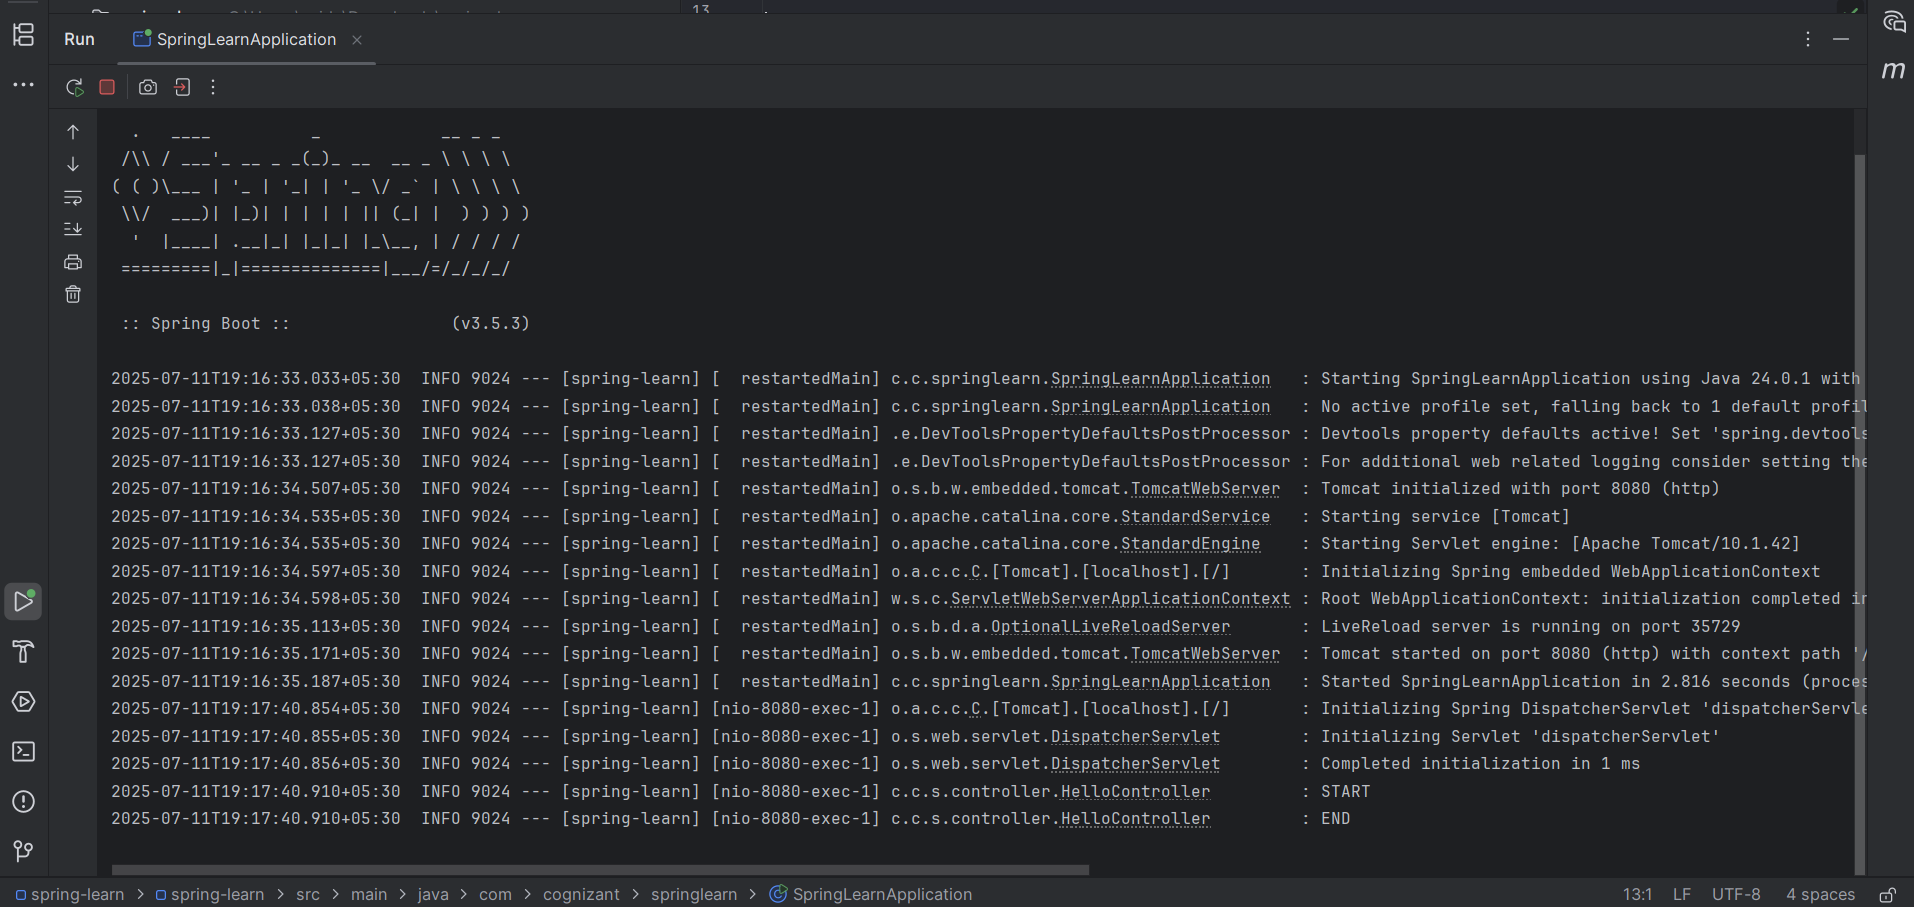 13
Run SpringLearnApplication
  .   ____          _            __ _ _
 /\\ / ___'_ __ _ _(_)_ __  __ _ \ \ \ \
( ( )\___ | '_ | '_| | '_ \/ _` | \ \ \ \
 \\/  ___)| |_)| | | | | || (_| |  ) ) ) )
  '  |____| .__|_| |_|_| |_\__, | / / / /
 =========|_|==============|___/=/_/_/_/
:: Spring Boot :: (v3.5.3)
2025-07-11T19:16:33.033+05:30 INFO 9024 --- [spring-learn] [ restartedMain] c.c.springlearn.SpringLearnApplication : Starting SpringLearnApplication using Java 24.0.1 with
2025-07-11T19:16:33.038+05:30 INFO 9024 --- [spring-learn] [ restartedMain] c.c.springlearn.SpringLearnApplication : No active profile set, falling back to 1 default profil
2025-07-11T19:16:33.127+05:30 INFO 9024 --- [spring-learn] [ restartedMain] .e.DevToolsPropertyDefaultsPostProcessor : Devtools property defaults active! Set 'spring.devtools
2025-07-11T19:16:33.127+05:30 INFO 9024 --- [spring-learn] [ restartedMain] .e.DevToolsPropertyDefaultsPostProcessor : For additional web related logging consider setting the
2025-07-11T19:16:34.507+05:30 INFO 9024 --- [spring-learn] [ restartedMain] o.s.b.w.embedded.tomcat.TomcatWebServer : Tomcat initialized with port 8080 (http)
2025-07-11T19:16:34.535+05:30 INFO 9024 --- [spring-learn] [ restartedMain] o.apache.catalina.core.StandardService : Starting service [Tomcat]
2025-07-11T19:16:34.535+05:30 INFO 9024 --- [spring-learn] [ restartedMain] o.apache.catalina.core.StandardEngine : Starting Servlet engine: [Apache Tomcat/10.1.42]
2025-07-11T19:16:34.597+05:30 INFO 9024 --- [spring-learn] [ restartedMain] o.a.c.c.C.[Tomcat].[localhost].[/] : Initializing Spring embedded WebApplicationContext
2025-07-11T19:16:34.598+05:30 INFO 9024 --- [spring-learn] [ restartedMain] w.s.c.ServletWebServerApplicationContext : Root WebApplicationContext: initialization completed in
2025-07-11T19:16:35.113+05:30 INFO 9024 --- [spring-learn] [ restartedMain] o.s.b.d.a.OptionalLiveReloadServer : LiveReload server is running on port 35729
2025-07-11T19:16:35.171+05:30 INFO 9024 --- [spring-learn] [ restartedMain] o.s.b.w.embedded.tomcat.TomcatWebServer : Tomcat started on port 8080 (http) with context path '/
2025-07-11T19:16:35.187+05:30 INFO 9024 --- [spring-learn] [ restartedMain] c.c.springlearn.SpringLearnApplication : Started SpringLearnApplication in 2.816 seconds (proces
2025-07-11T19:17:40.854+05:30 INFO 9024 --- [spring-learn] [nio-8080-exec-1] o.a.c.c.C.[Tomcat].[localhost].[/] : Initializing Spring DispatcherServlet 'dispatcherServle
2025-07-11T19:17:40.855+05:30 INFO 9024 --- [spring-learn] [nio-8080-exec-1] o.s.web.servlet.DispatcherServlet : Initializing Servlet 'dispatcherServlet'
2025-07-11T19:17:40.856+05:30 INFO 9024 --- [spring-learn] [nio-8080-exec-1] o.s.web.servlet.DispatcherServlet : Completed initialization in 1 ms
2025-07-11T19:17:40.910+05:30 INFO 9024 --- [spring-learn] [nio-8080-exec-1] c.c.s.controller.HelloController : START
2025-07-11T19:17:40.910+05:30 INFO 9024 --- [spring-learn] [nio-8080-exec-1] c.c.s.controller.HelloController : END
spring-learn > spring-learn > src > main > java > com > cognizant > springlearn > SpringLearnApplication 13:1 LF UTF-8 4 spaces